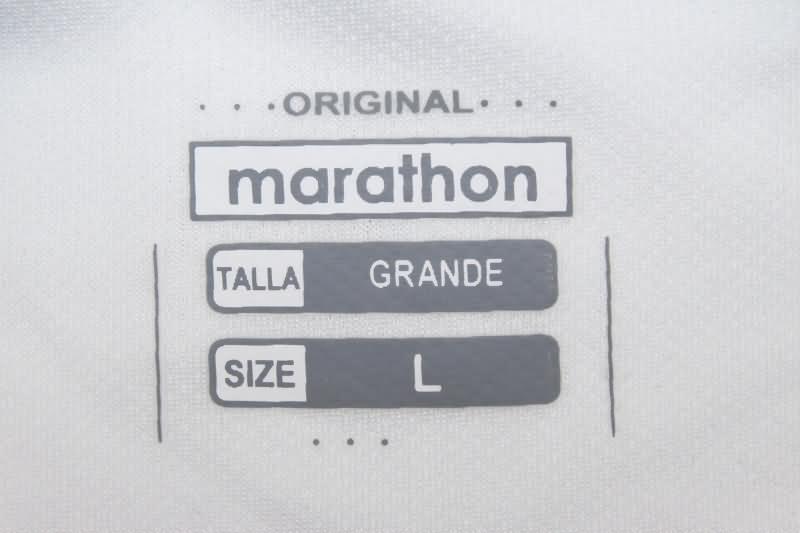 ORIGINAL
marathon
TALLA GRANDE
SIZE L